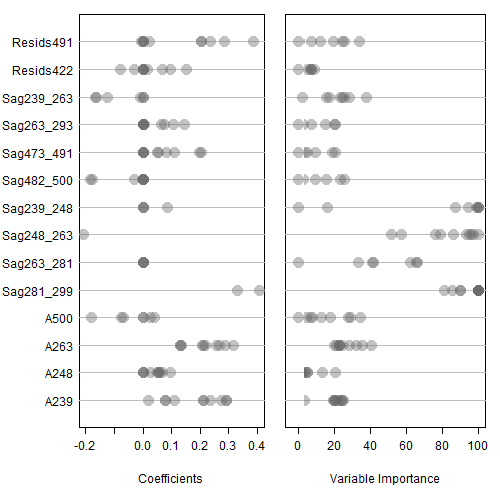 Resids491
Resids422
Sag239_263
Sag263_293
Sag473_491
Sag482_500
Sag239_248
Sag248_263
Sag263_281
Sag281_299
A500
A263
A248
A239
-0.2 0.0 0.1 0.2 0.3 0.4
0 20 40 60 80 100
Coefficients
Variable Importance